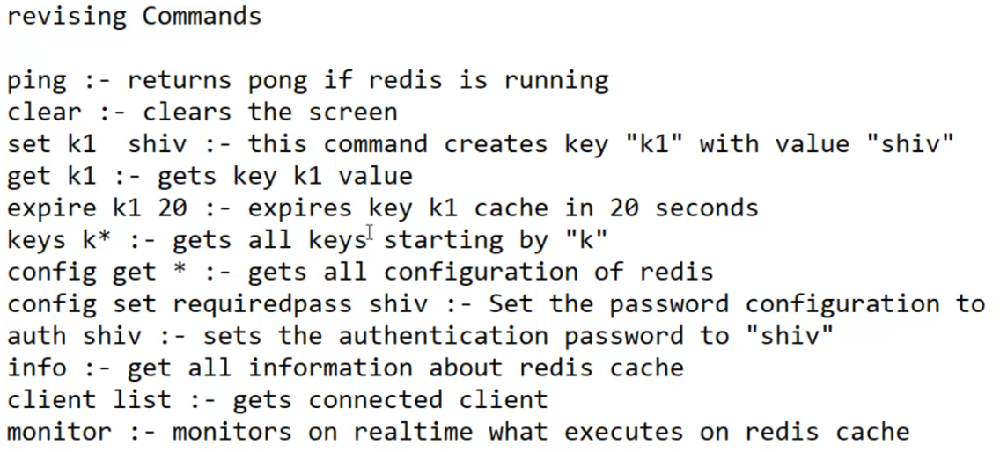 revising Commands
ping :- returns pong if redis is running
clear :- clears the screen
set k1  shiv :- this command creates key "k1" with value "shiv"
get k1 :- gets key k1 value
expire k1 20 :- expires key k1 cache in 20 seconds
keys k* :- gets all keys starting by "k"
config get * :- gets all configuration of redis
config set requiredpass shiv :- Set the password configuration to
auth shiv :- sets the authentication password to "shiv"
info :- get all information about redis cache
client list :- gets connected client
monitor :- monitors on realtime what executes on redis cache